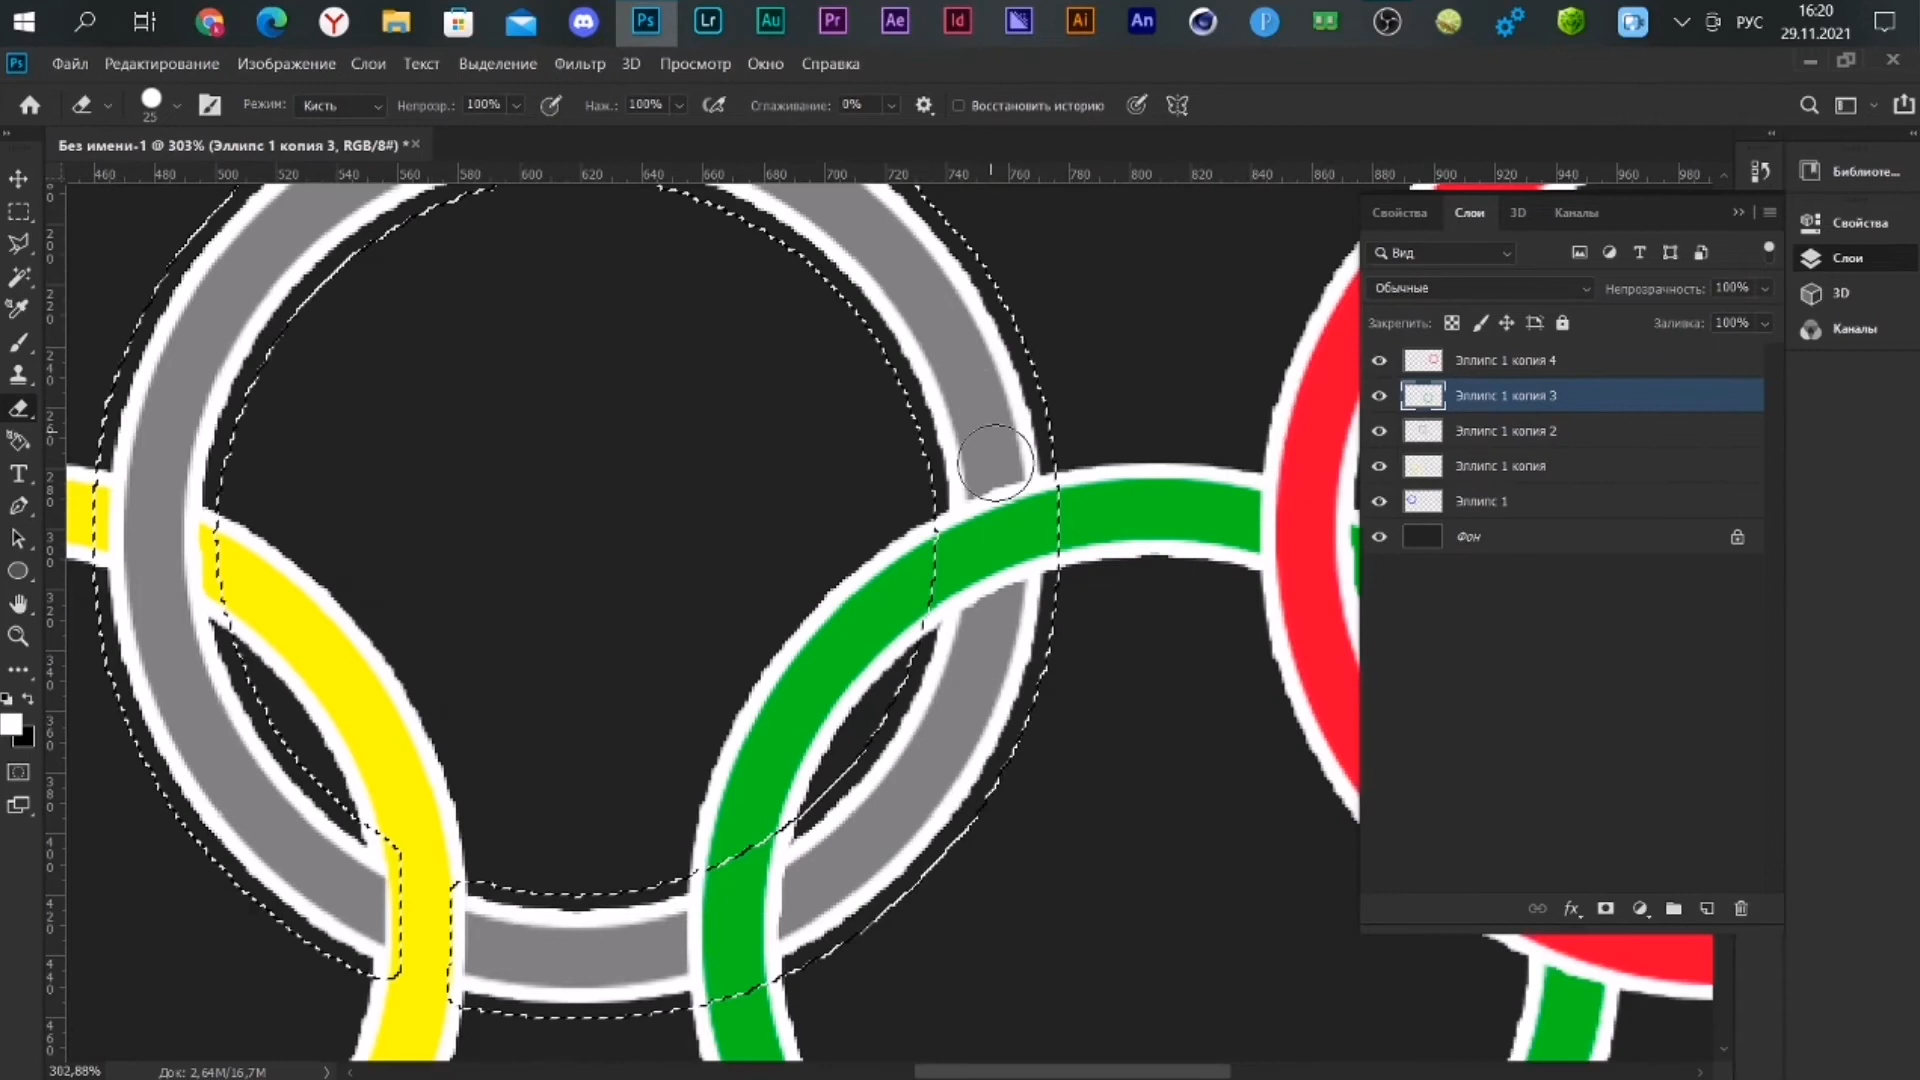 Ps Lr Au Pr Ae Id Ai An P РУС 16:20
29.11.2021
Ps Файл Редактирование Изображение Слои Текст Выделение Фильтр 3D Просмотр Окно Справка
25 Режим: Кисть Непрозр.: 100% Наж.: 100% Сглаживание: 0% Восстановить историю
Без имени-1 @ 303% (Эллипс 1 копия 3, RGB/8#) *
460 480 500 520 540 560 580 600 620 640 660 680 700 720 740 760 780 800 820 840 860 880 900 920 940 960 980
Библиоте...
Свойства Слои 3D Каналы
Свойства
Вид
Слои
Обычные Непрозрачность: 100%
3D
Закрепить: Заливка: 100%
Каналы
Эллипс 1 копия 4
Эллипс 1 копия 3
Эллипс 1 копия 2
Эллипс 1 копия
Эллипс 1
Фон
fx
302,88% Док: 2,64M/16,7M